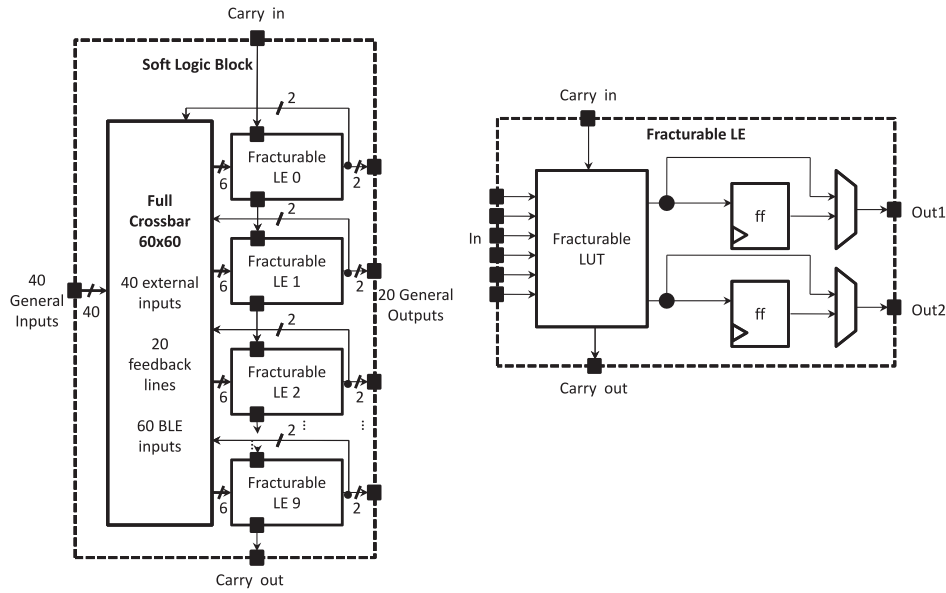 Carry in
Soft Logic Block
2
Fracturable
LE 0
6
2
Full
Crossbar
60x60
2
Fracturable
LE 1
6
2
40 external
inputs
40
General
Inputs
40
20 General
Outputs
20
feedback
lines
2
Fracturable
LE 2
6
2
60 BLE
inputs
2
Fracturable
LE 9
6
2
Carry out
Carry in
Fracturable LE
In
Fracturable
LUT
ff
Out1
ff
Out2
Carry out